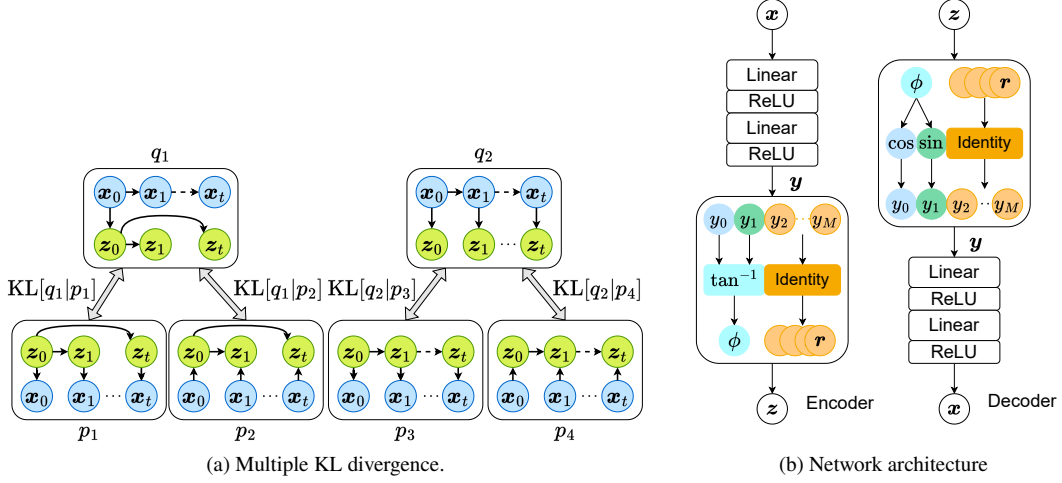 q₁
x₀ x₁ xₜ
z₀ z₁ zₜ
q₂
x₀ x₁ xₜ
z₀ z₁ ··· zₜ
KL[q₁|p₁]
KL[q₁|p₂]
KL[q₂|p₃]
KL[q₂|p₄]
z₀ z₁ zₜ
x₀ x₁ ··· xₜ
p₁
z₀ z₁ zₜ
x₀ x₁ ··· xₜ
p₂
z₀ z₁ zₜ
x₀ x₁ ··· xₜ
p₃
z₀ z₁ zₜ
x₀ x₁ ··· xₜ
p₄
(a) Multiple KL divergence.
x
Linear
ReLU
Linear
ReLU
y
y₀ y₁ y₂ ··· y_M
tan⁻¹ Identity
ϕ r
z
Encoder
z
ϕ r
cos sin Identity
y₀ y₁ y₂ ··· y_M
y
Linear
ReLU
Linear
ReLU
x
Decoder
(b) Network architecture